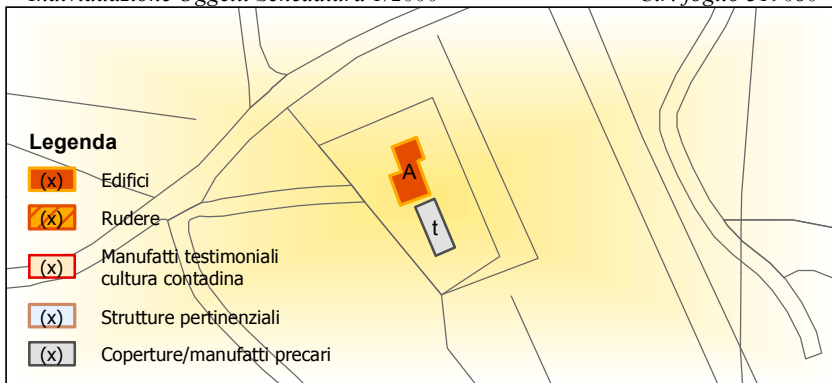 Legenda
(x) Edifici
(x) Rudere
(x) Manufatti testimoniali
cultura contadina
(x) Strutture pertinenziali
(x) Coperture/manufatti precari
A
t